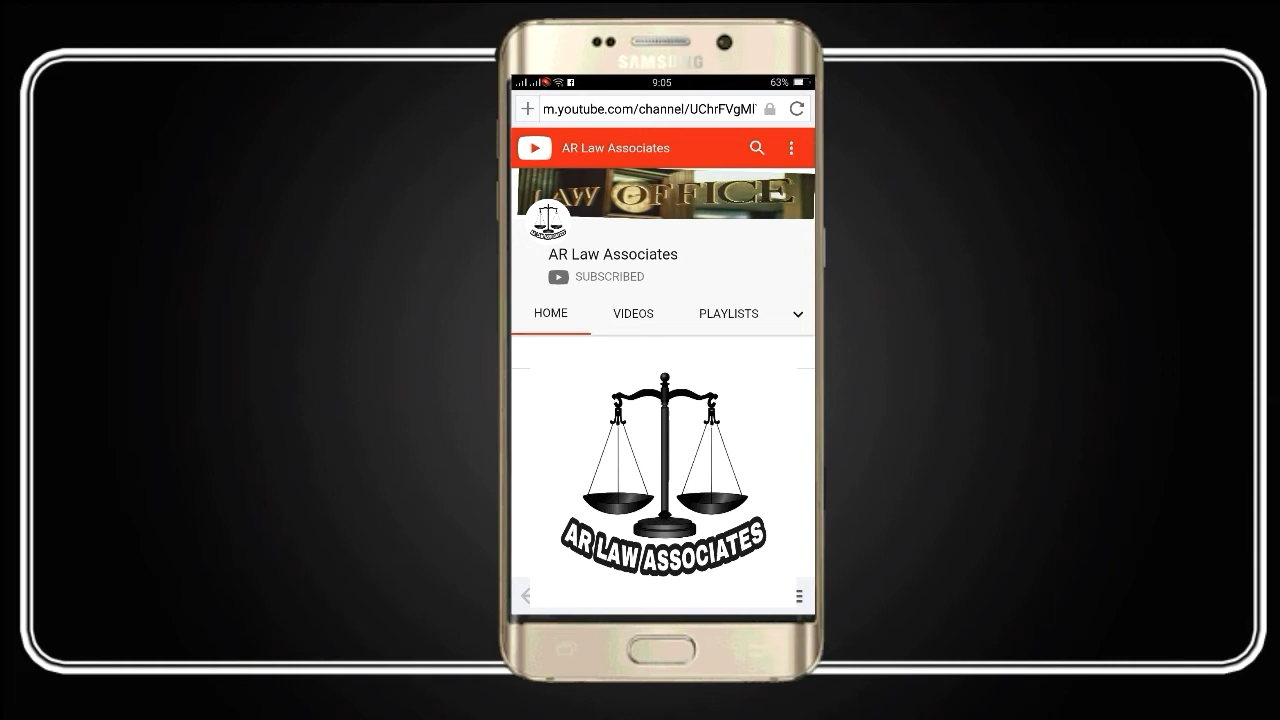 SAMSUNG
9:05 63%
m.youtube.com/channel/UChrFVgMI
AR Law Associates
LAW OFFICE
AR Law Associates
SUBSCRIBED
HOME VIDEOS PLAYLISTS
AR LAW ASSOCIATES